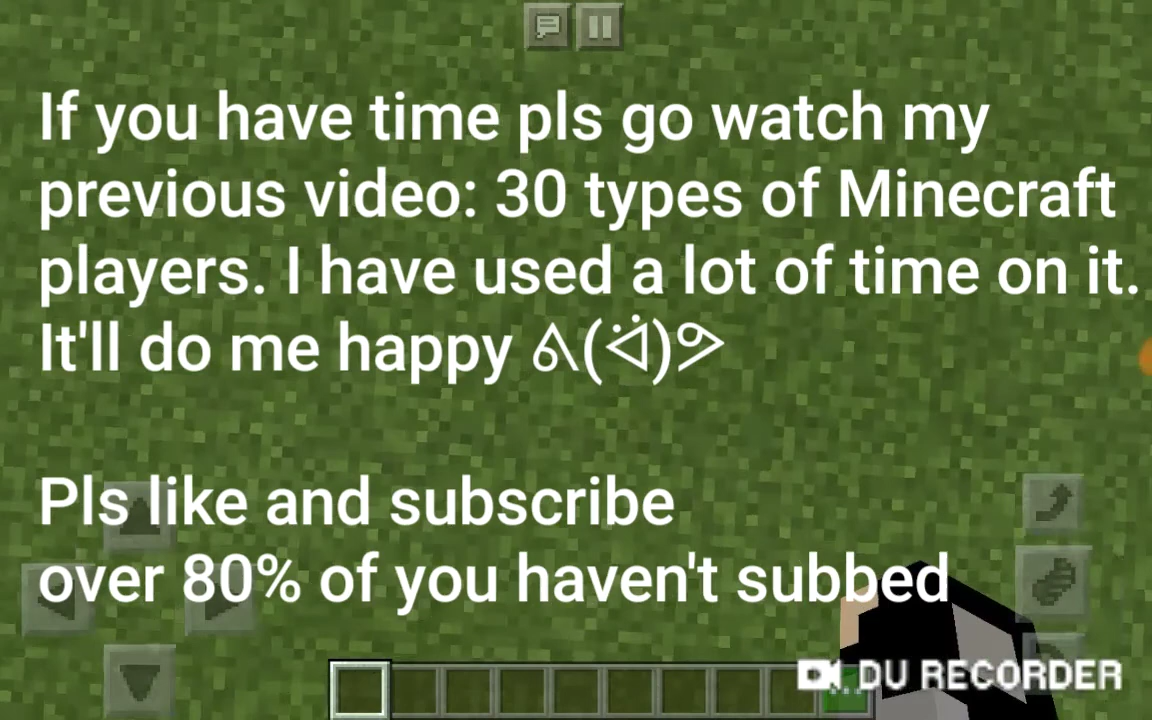 If you have time pls go watch my
previous video: 30 types of Minecraft
players. I have used a lot of time on it.
It'll do me happy ᕕ(ᐛ)ᕗ
Pls like and subscribe
over 80% of you haven't subbed
DU RECORDER